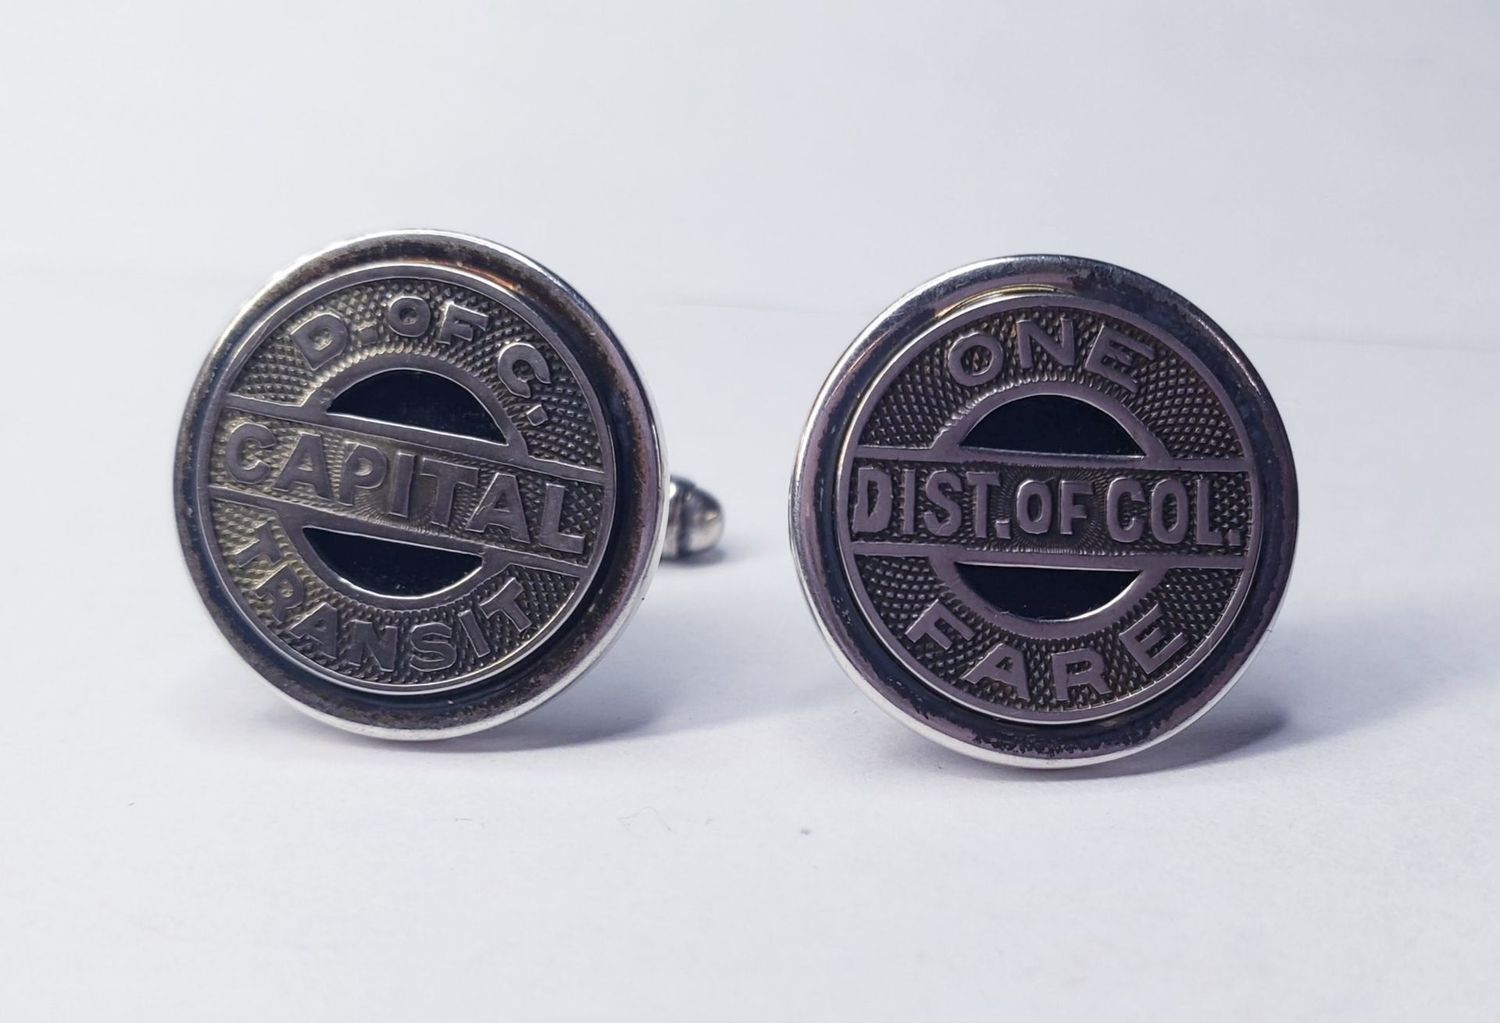 D. OF C.
CAPITAL
TRANSIT
ONE
DIST. OF COL.
FARE